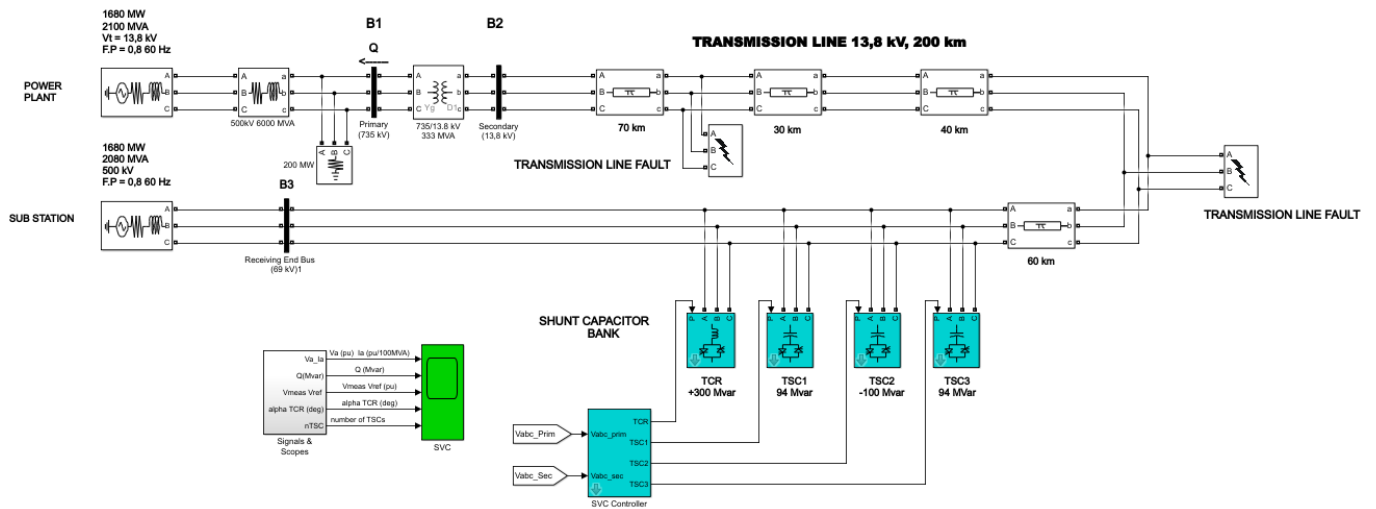 1680 MW
2100 MVA
Vt = 13,8 kV
F.P = 0,8 60 Hz
B1
B2
Q
<-----
TRANSMISSION LINE 13,8 kV, 200 km
POWER
PLANT
A
B
C
A
B
C
a
b
c
500kV 6000 MVA
Primary
(735 kV)
A
B
C
a
b
c
Yg
D1
735/13.8 kV
333 MVA
Secondary
(13,8 kV)
A
B
C
a
b
c
70 km
A
B
C
a
b
c
30 km
A
B
C
a
b
c
40 km
A
B
C
TRANSMISSION LINE FAULT
A
B
C
TRANSMISSION LINE FAULT
A B C
200 MW
1680 MW
2080 MVA
500 kV
F.P = 0,8 60 Hz
B3
SUB STATION
A
B
C
Receiving End Bus
(69 kV)1
A
B
C
a
b
c
60 km
SHUNT CAPACITOR
BANK
P A B C
P A B C
P A B C
P A B C
TCR
+300 Mvar
TSC1
94 Mvar
TSC2
-100 Mvar
TSC3
94 MVar
Va_Ia
Q(Mvar)
Vmeas Vref
alpha TCR (deg)
nTSC
Va (pu) Ia (pu/100MVA)
Q (Mvar)
Vmeas Vref (pu)
alpha TCR (deg)
number of TSCs
Signals &
Scopes
SVC
Vabc_Prim
Vabc_Sec
Vabc_prim
Vabc_sec
TCR
TSC1
TSC2
TSC3
SVC Controller